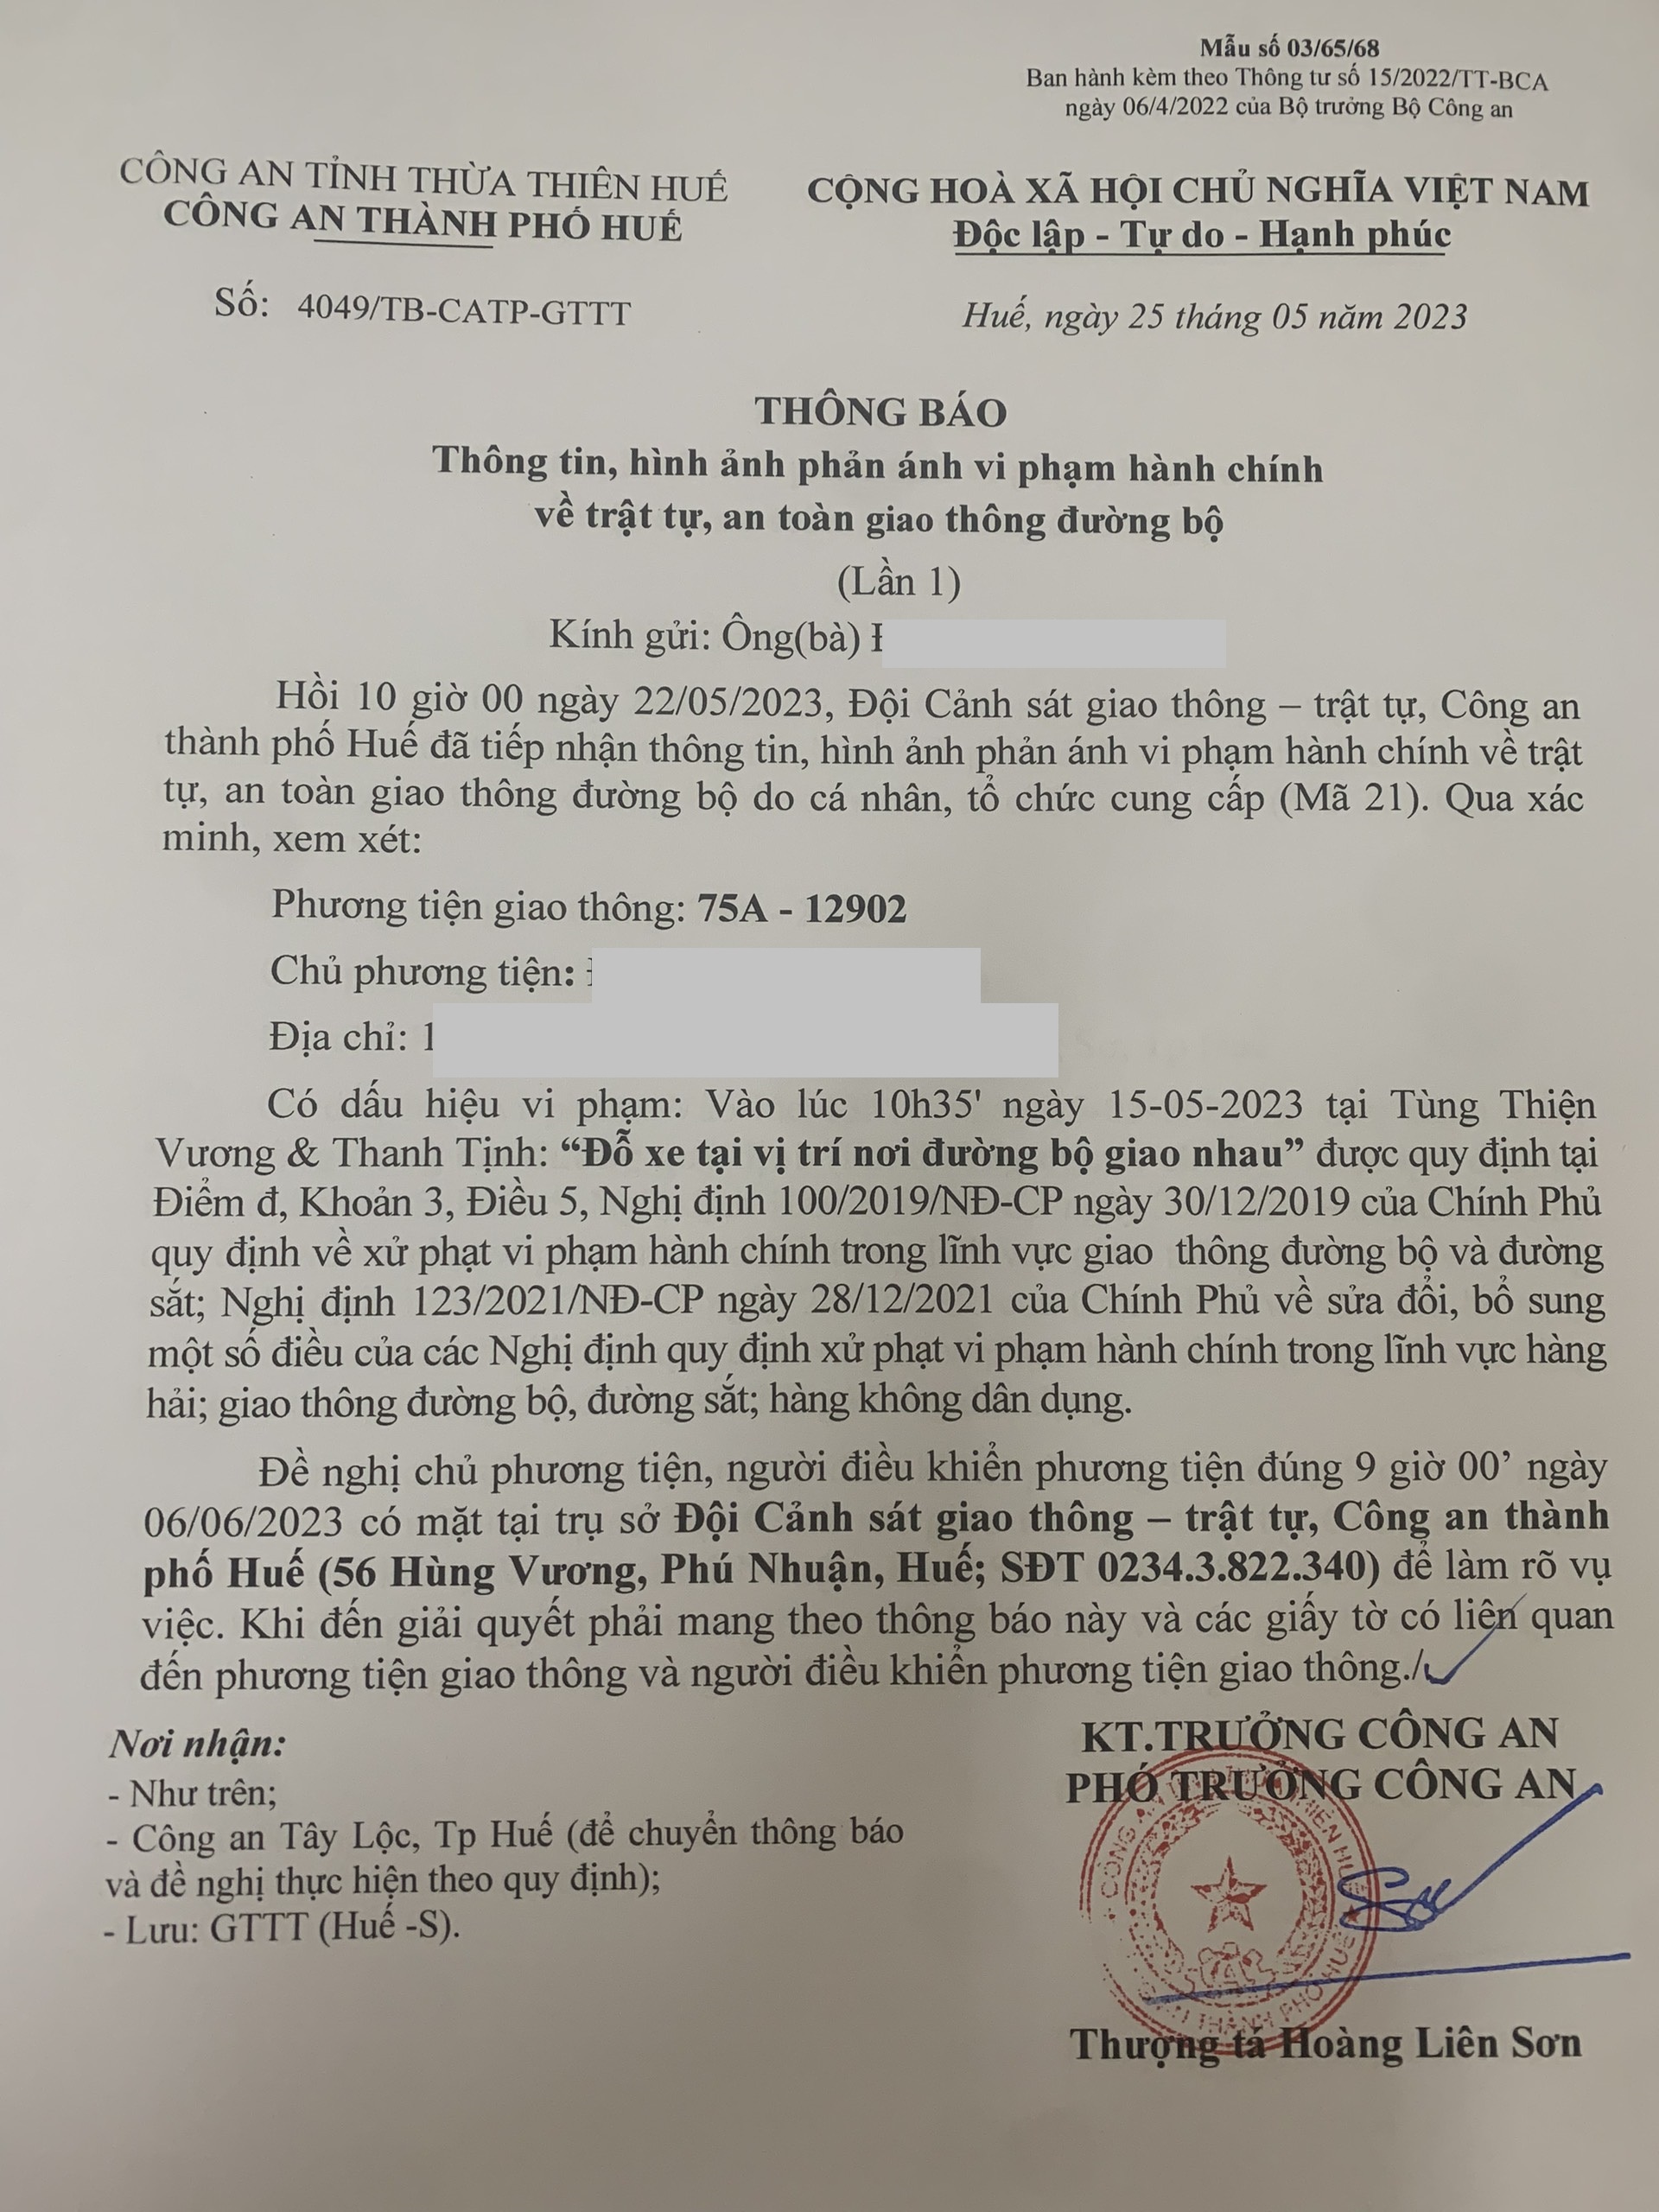 Mẫu số 03/65/68
Ban hành kèm theo Thông tư số 15/2022/TT-BCA
ngày 06/4/2022 của Bộ trưởng Bộ Công an
CÔNG AN TỈNH THỪA THIÊN HUẾ
CÔNG AN THÀNH PHỐ HUẾ
CỘNG HOÀ XÃ HỘI CHỦ NGHĨA VIỆT NAM
Độc lập - Tự do - Hạnh phúc
Số: 4049/TB-CATP-GTTT
Huế, ngày 25 tháng 05 năm 2023
THÔNG BÁO
Thông tin, hình ảnh phản ánh vi phạm hành chính
về trật tự, an toàn giao thông đường bộ
(Lần 1)
Kính gửi: Ông(bà)
Hồi 10 giờ 00 ngày 22/05/2023, Đội Cảnh sát giao thông – trật tự, Công an
thành phố Huế đã tiếp nhận thông tin, hình ảnh phản ánh vi phạm hành chính về trật
tự, an toàn giao thông đường bộ do cá nhân, tổ chức cung cấp (Mã 21). Qua xác
minh, xem xét:
Phương tiện giao thông: 75A - 12902
Chủ phương tiện:
Địa chỉ: 1
Có dấu hiệu vi phạm: Vào lúc 10h35' ngày 15-05-2023 tại Tùng Thiện
Vương & Thanh Tịnh: “Đỗ xe tại vị trí nơi đường bộ giao nhau” được quy định tại
Điểm đ, Khoản 3, Điều 5, Nghị định 100/2019/NĐ-CP ngày 30/12/2019 của Chính Phủ
quy định về xử phạt vi phạm hành chính trong lĩnh vực giao thông đường bộ và đường
sắt; Nghị định 123/2021/NĐ-CP ngày 28/12/2021 của Chính Phủ về sửa đổi, bổ sung
một số điều của các Nghị định quy định xử phạt vi phạm hành chính trong lĩnh vực hàng
hải; giao thông đường bộ, đường sắt; hàng không dân dụng.
Đề nghị chủ phương tiện, người điều khiển phương tiện đúng 9 giờ 00’ ngày
06/06/2023 có mặt tại trụ sở Đội Cảnh sát giao thông – trật tự, Công an thành
phố Huế (56 Hùng Vương, Phú Nhuận, Huế; SĐT 0234.3.822.340) để làm rõ vụ
việc. Khi đến giải quyết phải mang theo thông báo này và các giấy tờ có liên quan
đến phương tiện giao thông và người điều khiển phương tiện giao thông./
Nơi nhận:
- Như trên;
- Công an Tây Lộc, Tp Huế (để chuyển thông báo
và đề nghị thực hiện theo quy định);
- Lưu: GTTT (Huế -S).
KT.TRƯỞNG CÔNG AN
PHÓ TRƯỞNG CÔNG AN
Thượng tá Hoàng Liên Sơn